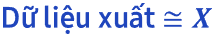 Dữ liệu xuất ≅ X